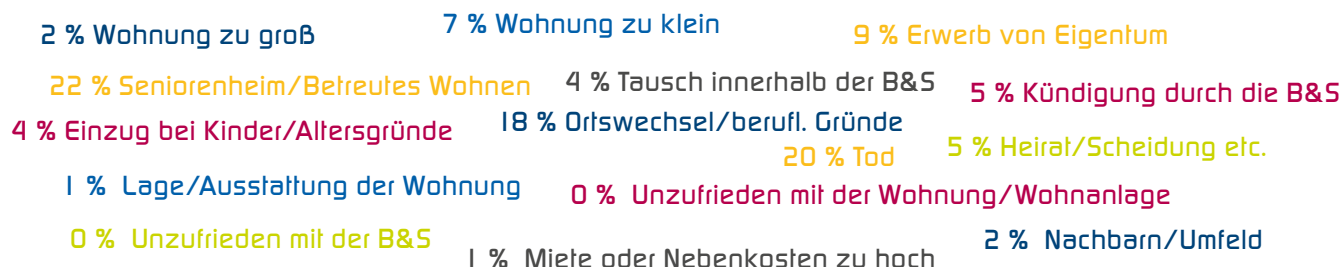 2 % Wohnung zu groß
7 % Wohnung zu klein
9 % Erwerb von Eigentum
22 % Seniorenheim/Betreutes Wohnen
4 % Tausch innerhalb der B&S
5 % Kündigung durch die B&S
4 % Einzug bei Kinder/Altersgründe
18 % Ortswechsel/berufl. Gründe
20 % Tod
5 % Heirat/Scheidung etc.
1 % Lage/Ausstattung der Wohnung
0 % Unzufrieden mit der Wohnung/Wohnanlage
0 % Unzufrieden mit der B&S
1 % Miete oder Nebenkosten zu hoch
2 % Nachbarn/Umfeld